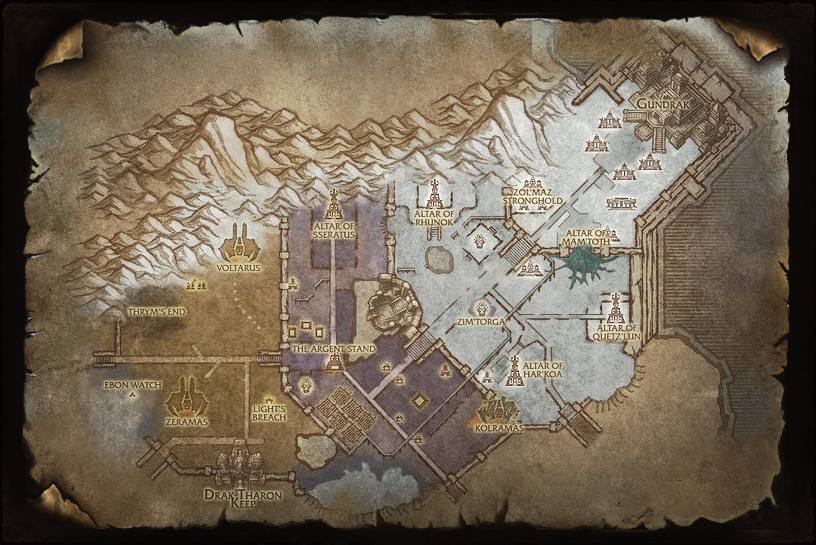 GUNDRAK
ZOL'MAZ
STRONGHOLD
ALTAR OF
RHUNOK
ALTAR OF
SSERATUS
ALTAR OF
MAM'TOTH
VOLTARUS
THRYM'S END
ZIM'TORGA
ALTAR OF
QUETZ'LUN
THE ARGENT STAND
ALTAR OF
HAR'KOA
EBON WATCH
LIGHT'S
BREACH
ZERAMAS
KOLRAMAS
DRAK'THARON
KEEP